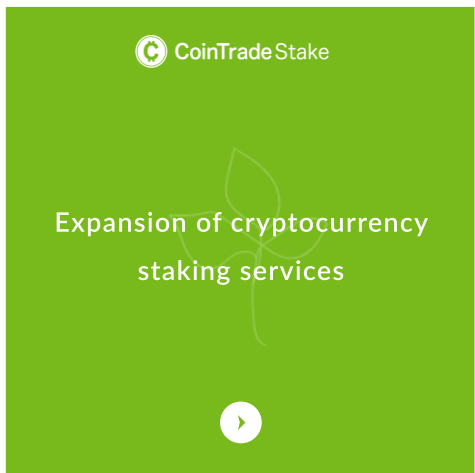 CoinTrade Stake
Expansion of cryptocurrency
staking services